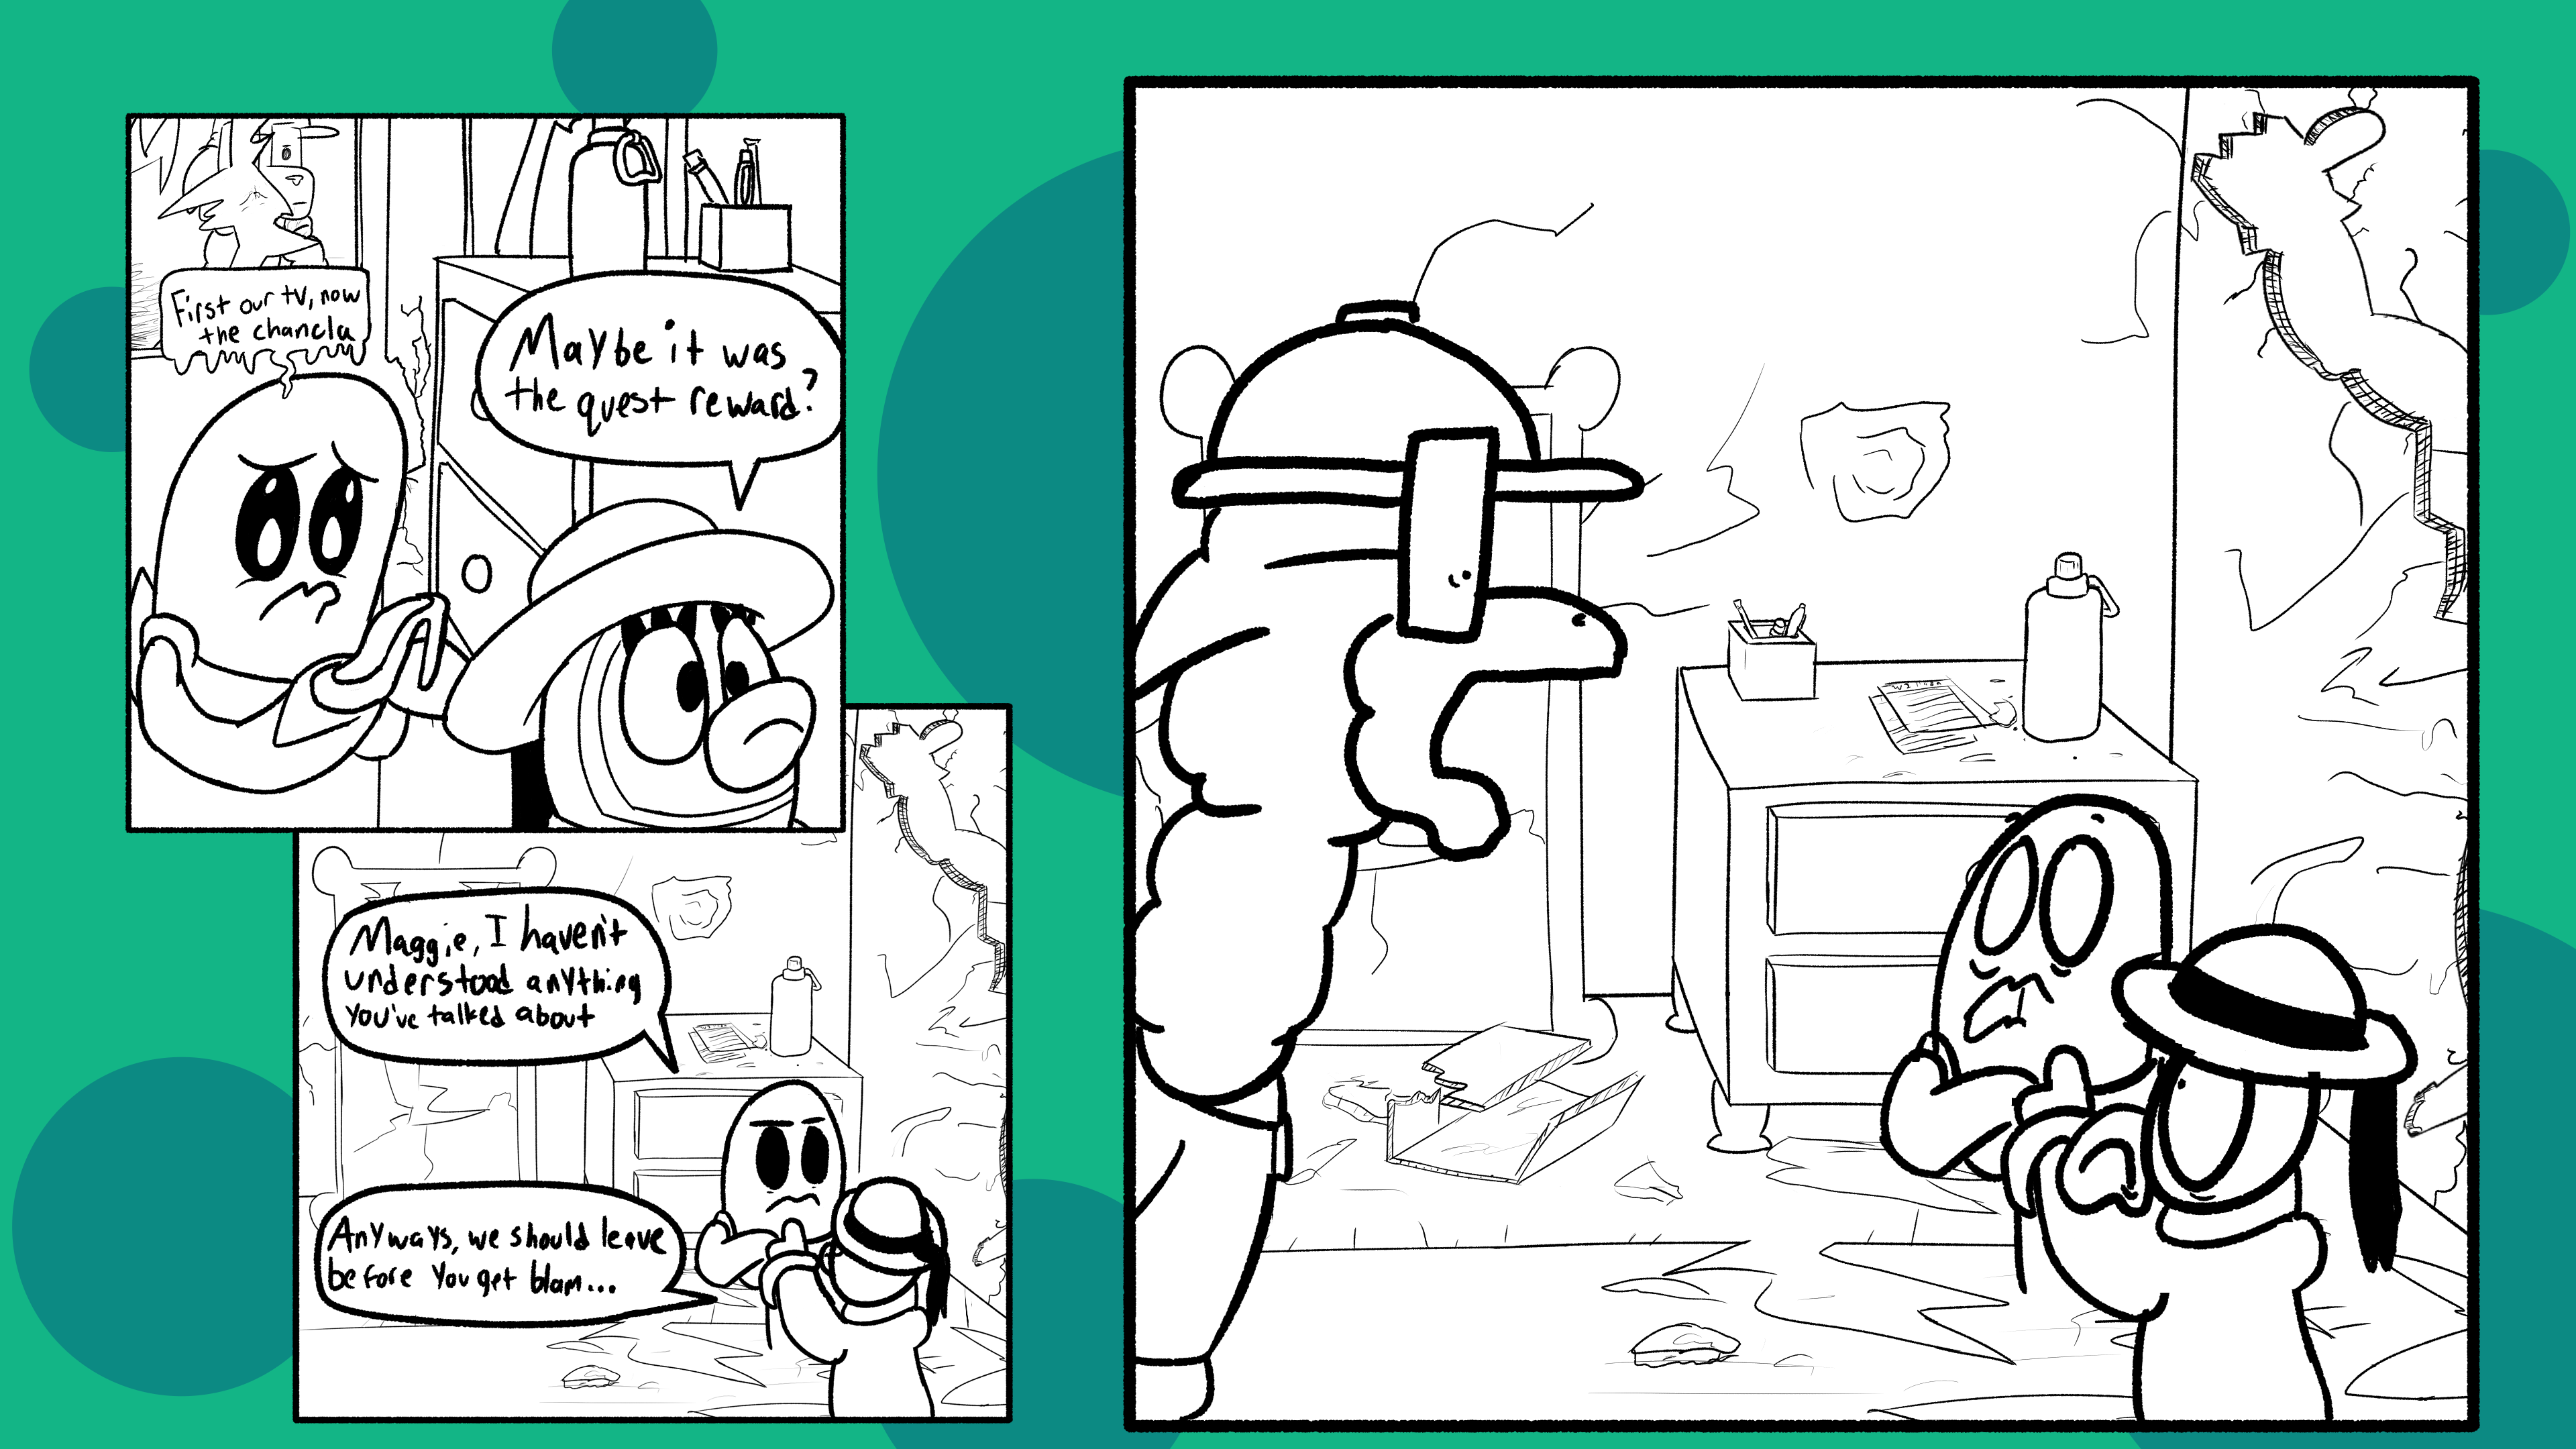 First our tv, now
the chancla
Maybe it was
the quest reward?
Maggie, I haven't
understood anything
you've talked about
Anyways, we should leave
before you get blam...